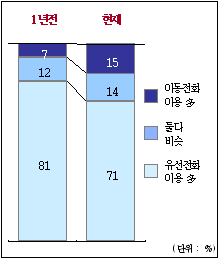 1년전 현재
7 15
12 14
81 71
이동전화
이용 多
둘다
비슷
유선전화
이용 多
(단위 : %)